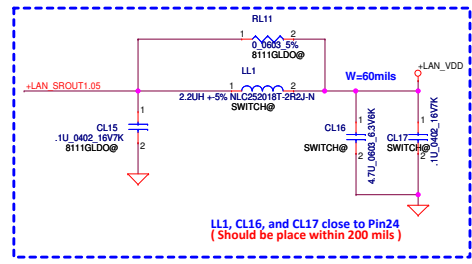 RL11
1 2
0_0603_5%
8111GLDO@
+LAN_VDD
LL1
+LAN_SROUT1.05
1 2
W=60mils
2.2UH +-5% NLC252018T-2R2J-N
SWITCH@
1
CL15
.1U_0402_16V7K
2
8111GLDO@
1
CL16
SWITCH@
2
4.7U_0603_6.3V6K
1
CL17
SWITCH@
2
.1U_0402_16V7K
LL1, CL16, and CL17 close to Pin24
( Should be place within 200 mils )